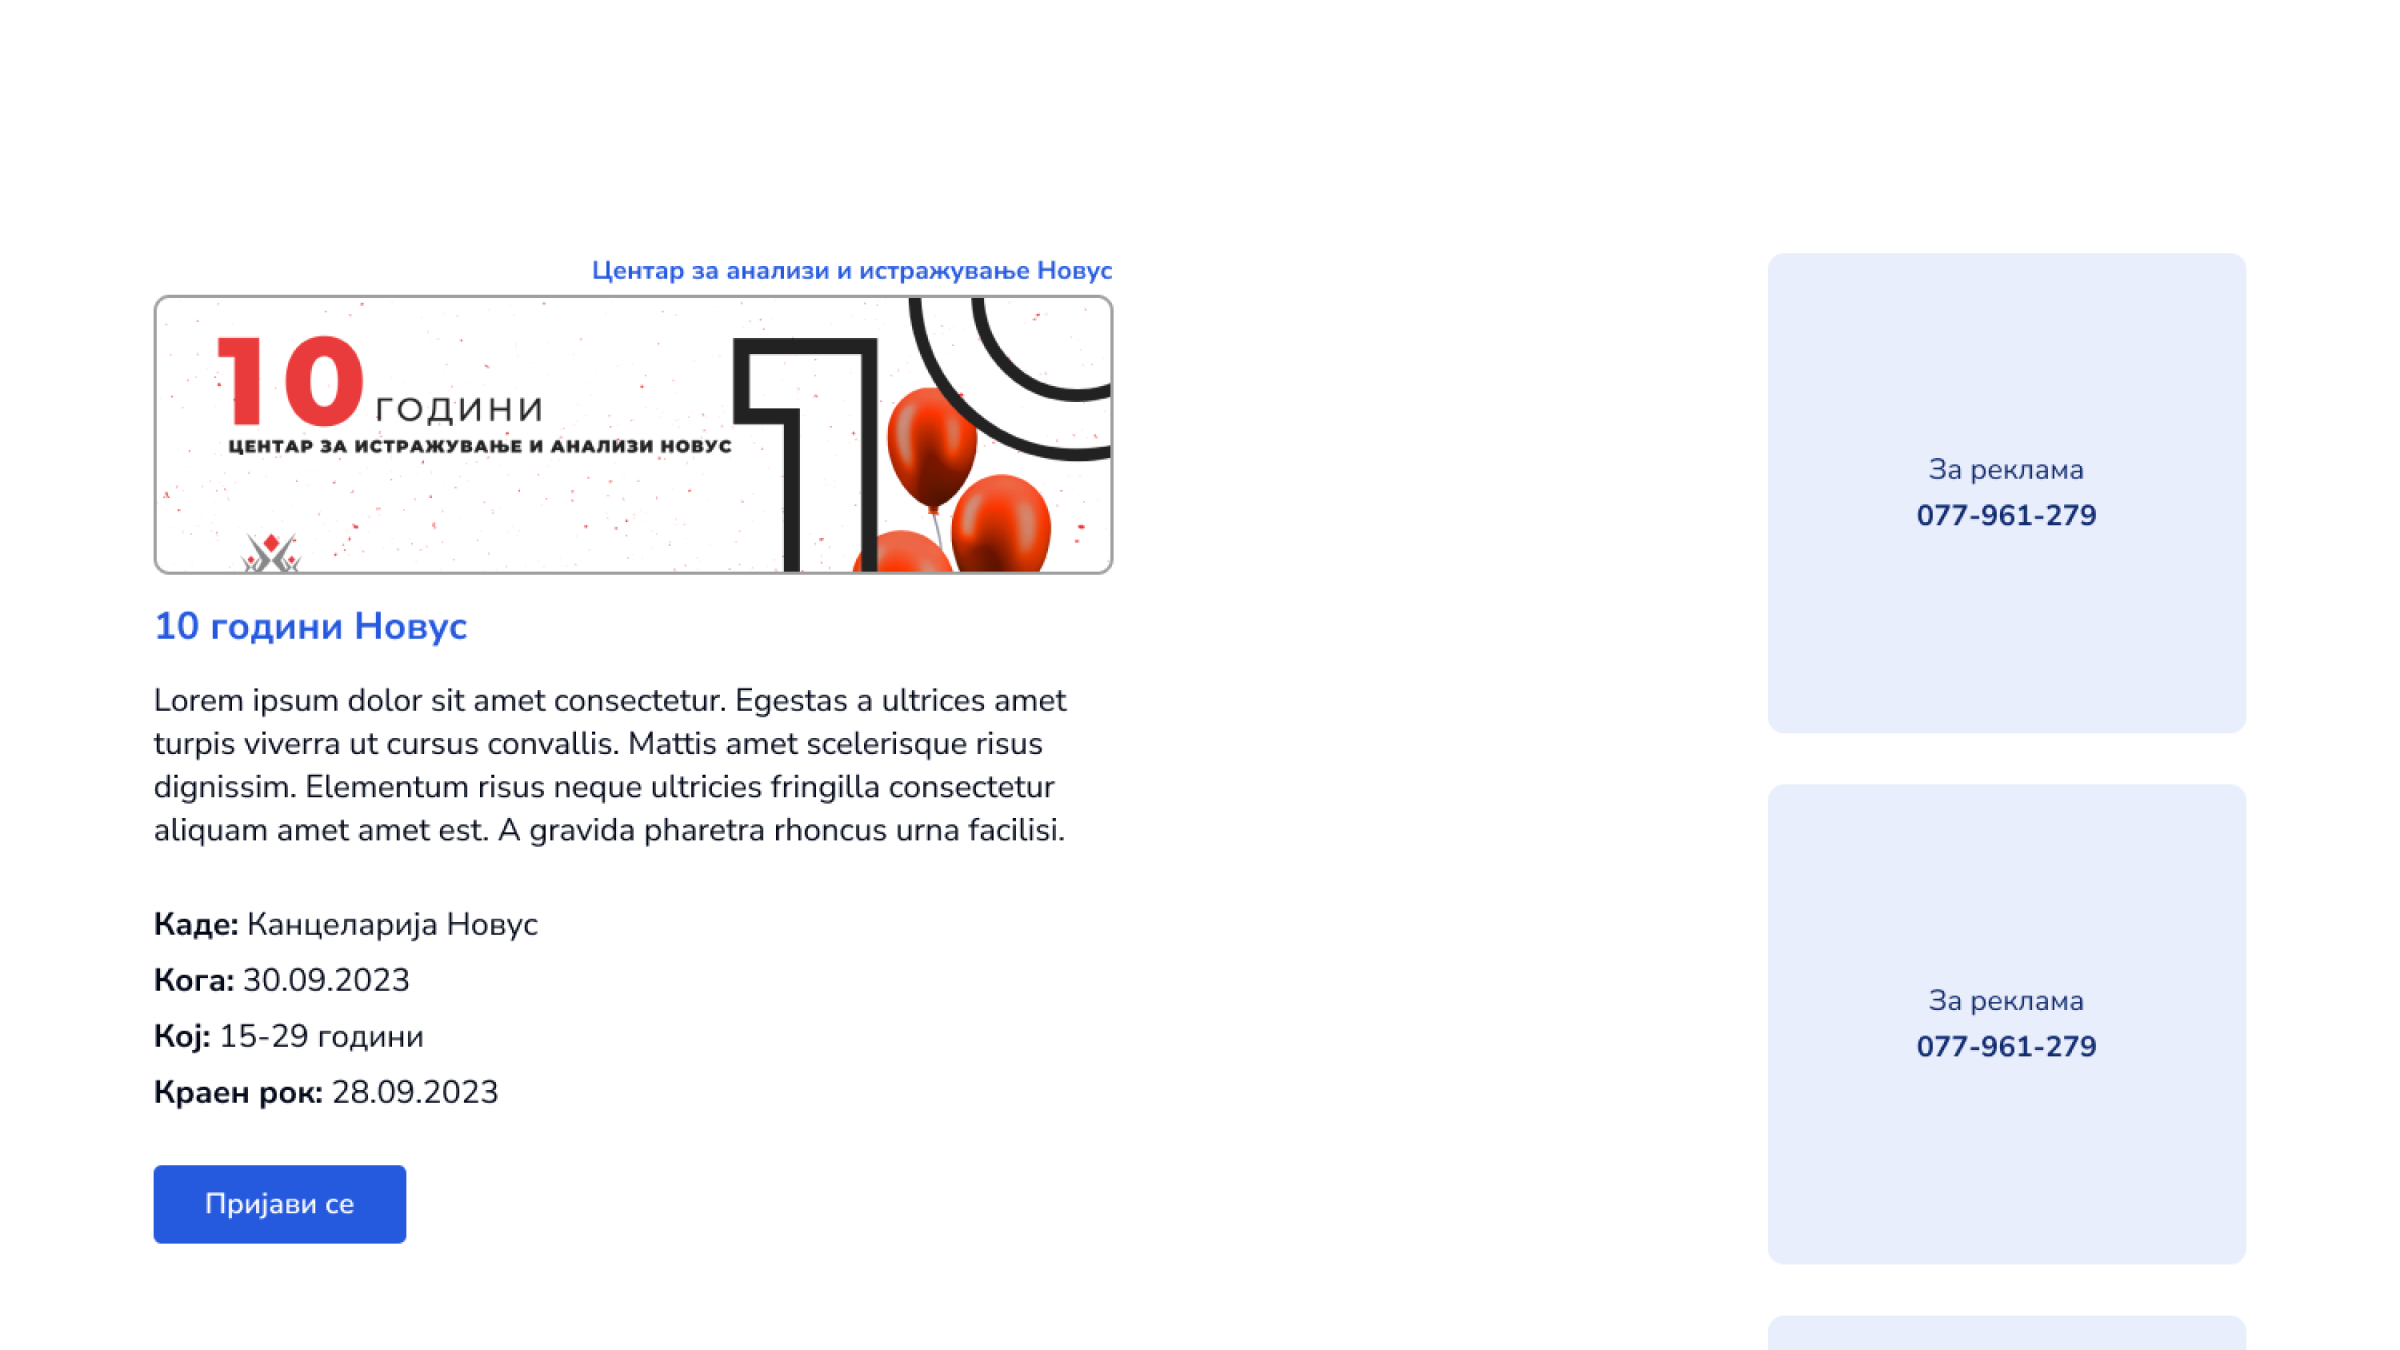 Центар за анализи и истражување Новус
10 ГОДИНИ
ЦЕНТАР ЗА ИСТРАЖУВАЊЕ И АНАЛИЗИ НОВУС
10
10 години Новус
Lorem ipsum dolor sit amet consectetur. Egestas a ultrices amet
turpis viverra ut cursus convallis. Mattis amet scelerisque risus
dignissim. Elementum risus neque ultricies fringilla consectetur
aliquam amet amet est. A gravida pharetra rhoncus urna facilisi.
Каде: Канцеларија Новус
Кога: 30.09.2023
Кој: 15-29 години
Краен рок: 28.09.2023
Пријави се
За реклама
077-961-279
За реклама
077-961-279